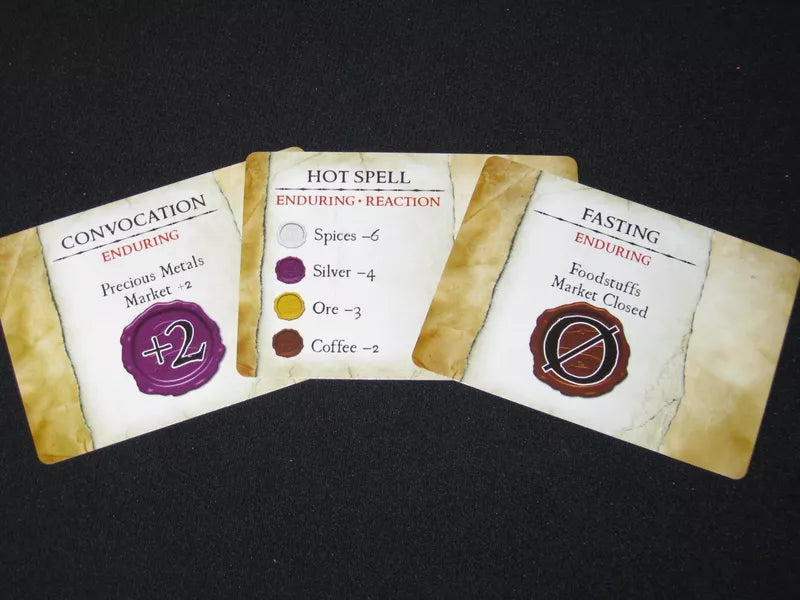 CONVOCATION
ENDURING
Precious Metals
Market +2
+2
HOT SPELL
ENDURING • REACTION
Spices –6
Silver –4
Ore –3
Coffee –2
FASTING
ENDURING
Foodstuffs
Market Closed
Ø